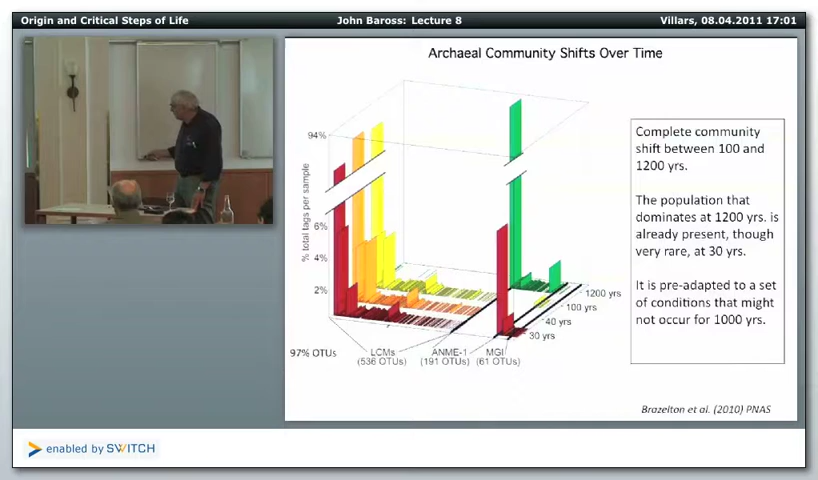 Origin and Critical Steps of Life
John Baross: Lecture 8
Villars, 08.04.2011 17:01
Archaeal Community Shifts Over Time
94%
6%
4%
2%
% total tags per sample
1200 yrs
100 yrs
40 yrs
30 yrs
97% OTUs
LCMs
(536 OTUs)
ANME-1
(191 OTUs)
MGI
(61 OTUs)
Complete community
shift between 100 and
1200 yrs.
The population that
dominates at 1200 yrs. is
already present, though
very rare, at 30 yrs.
It is pre-adapted to a set
of conditions that might
not occur for 1000 yrs.
Brazelton et al. (2010) PNAS
enabled by SWITCH